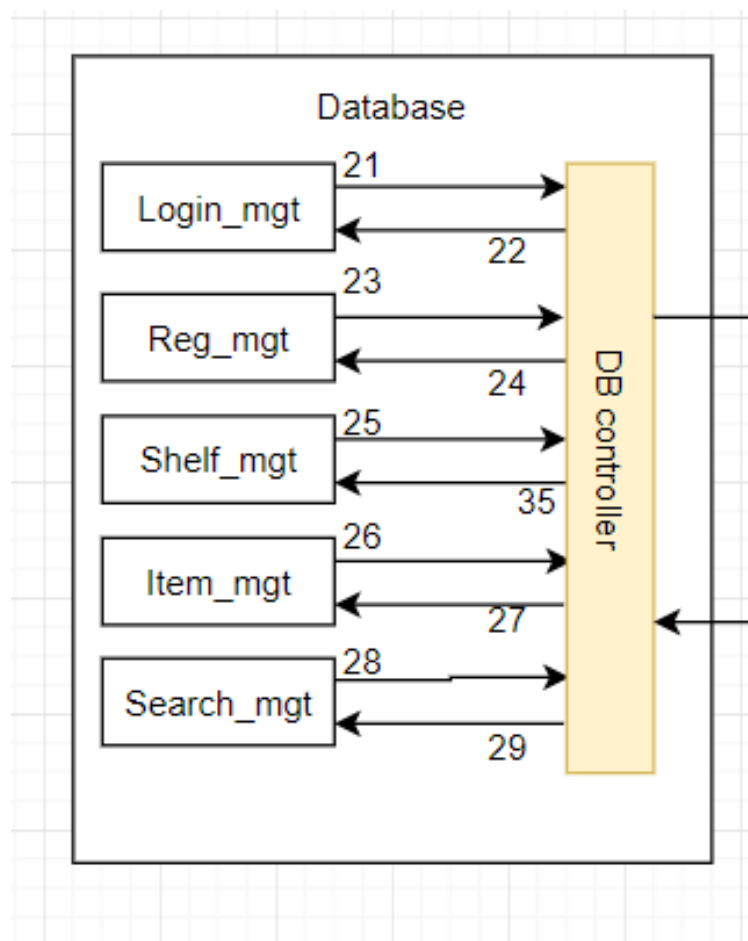 Database
21
Login_mgt
22
23
Reg_mgt
24
25
Shelf_mgt
35
26
Item_mgt
27
28
Search_mgt
29
DB controller